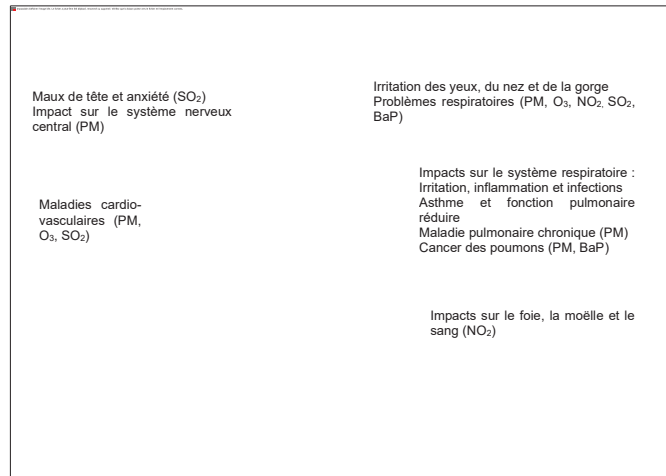 Maux de tête et anxiété (SO₂)
Impact sur le système nerveux
central (PM)
Irritation des yeux, du nez et de la gorge
Problèmes respiratoires (PM, O₃, NO₂, SO₂,
BaP)
Impacts sur le système respiratoire :
Irritation, inflammation et infections
Asthme et fonction pulmonaire
réduire
Maladie pulmonaire chronique (PM)
Cancer des poumons (PM, BaP)
Maladies cardio-
vasculaires (PM,
O₃, SO₂)
Impacts sur le foie, la moëlle et le
sang (NO₂)